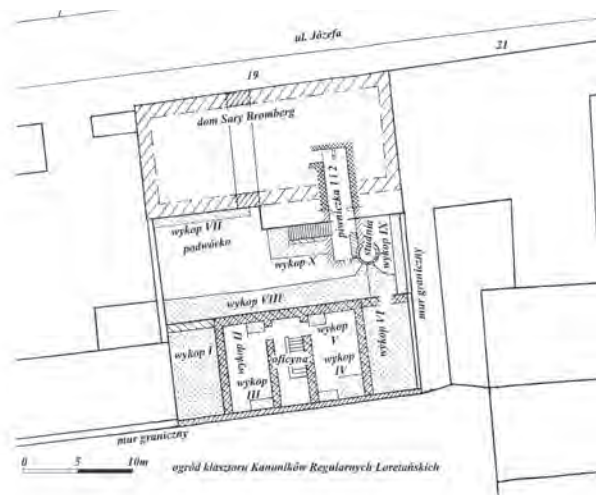 ul. Józefa
19
21
dom Sary Bromberg
piwniczka 1 i 2
wykop VII
podwórko
studnia
wykop IX
wykop X
mur graniczny
wykop VIII
wykop I
wykop II
wykop III
oficyna
wykop V
wykop IV
wykop VI
mur graniczny
0 5 10m
ogród klasztoru Kanoników Regularnych Loretańskich